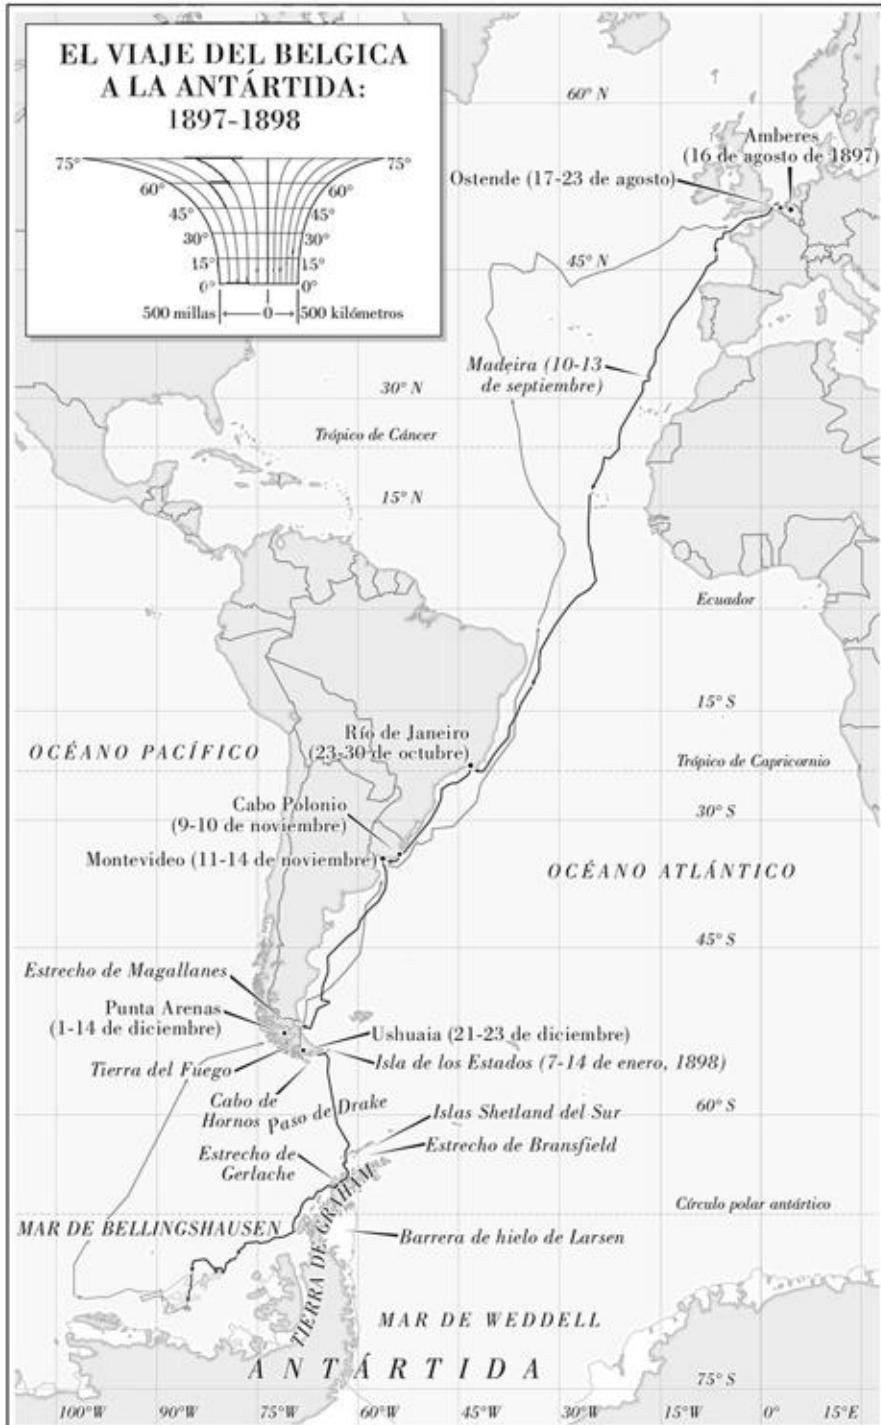 EL VIAJE DEL BELGICA
A LA ANTÁRTIDA:
1897-1898
75° 75°
60° 60°
45° 45°
30° 30°
15° 15°
0° 0°
500 millas 0 500 kilómetros
60° N
Amberes
(16 de agosto de 1897)
Ostende (17-23 de agosto)
45° N
Madeira (10-13
de septiembre)
30° N
Trópico de Cáncer
15° N
Ecuador
15° S
Río de Janeiro
(23-30 de octubre)
OCÉANO PACÍFICO
Trópico de Capricornio
Cabo Polonio
(9-10 de noviembre)
30° S
Montevideo (11-14 de noviembre)
OCÉANO ATLÁNTICO
45° S
Estrecho de Magallanes
Punta Arenas
(1-14 de diciembre)
Ushuaia (21-23 de diciembre)
Tierra del Fuego
Isla de los Estados (7-14 de enero, 1898)
Cabo de
Hornos
Paso de Drake
60° S
Islas Shetland del Sur
Estrecho de Bransfield
Estrecho de
Gerlache
Círculo polar antártico
MAR DE BELLINGSHAUSEN
TIERRA DE GRAHAM
Barrera de hielo de Larsen
MAR DE WEDDELL
ANTÁRTIDA
75° S
100°W 90°W 75°W 60°W 45°W 30°W 15°W 0° 15°E